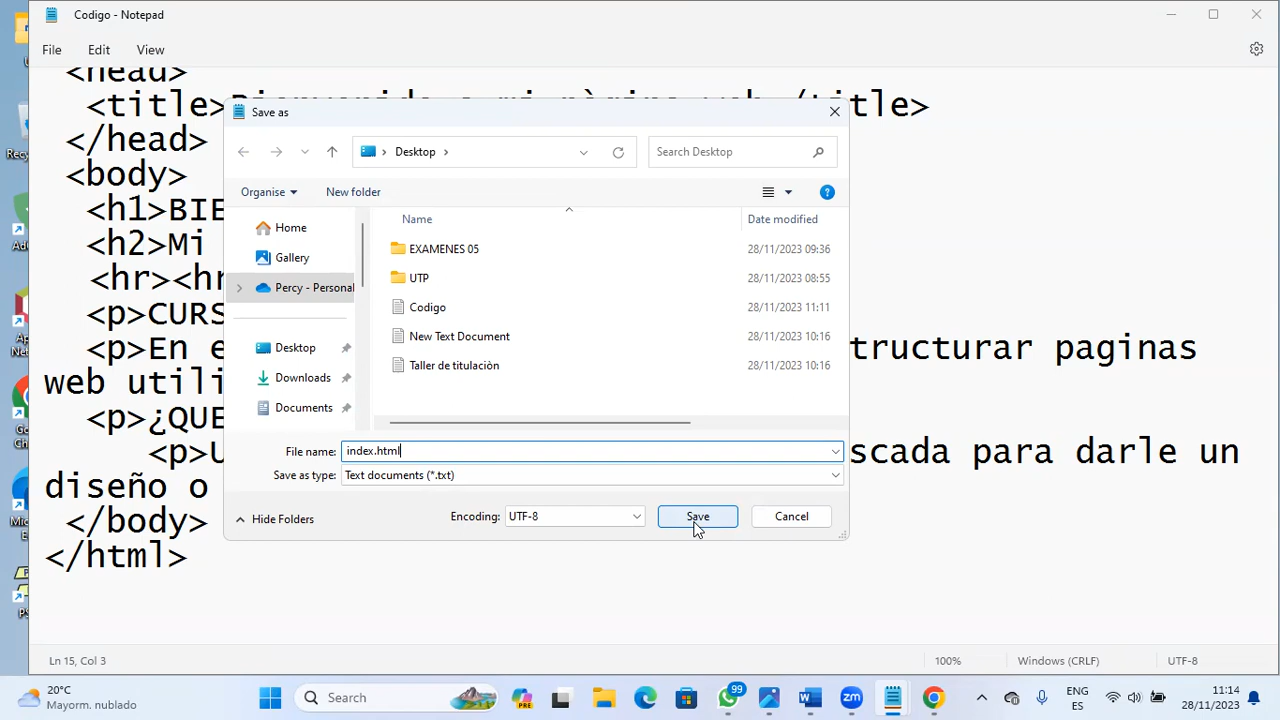 Codigo - Notepad
File Edit View
<head>
<title>
/title>
</head>
Save as
Desktop
Search Desktop
<body>
Organise New folder
<h1>BIE
Name Date modified
Home
<h2>Mi
EXAMENES 05 28/11/2023 09:36
Gallery
<hr><hr
UTP 28/11/2023 08:55
Percy - Personal
<p>CURS
Codigo 28/11/2023 11:11
New Text Document 28/11/2023 10:16
<p>En e
tructurar paginas
Desktop
Taller de titulaciòn 28/11/2023 10:16
web utili
Downloads
Documents
<p>¿QUE
File name: index.html
<p>U
scada para darle un
Save as type: Text documents (*.txt)
diseño o
Hide Folders Encoding: UTF-8 Save Cancel
</body>
</html>
Ln 15, Col 3 100% Windows (CRLF) UTF-8
20°C
Mayorm. nublado
Search
PRE
99
zm
ENG
ES
11:14
28/11/2023